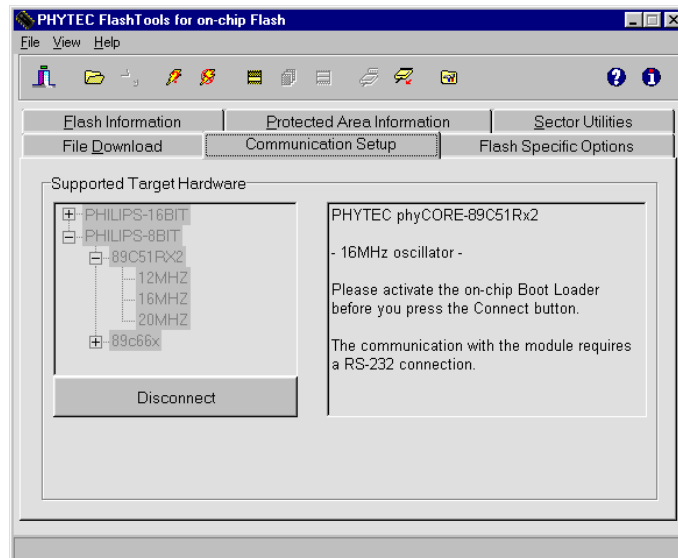 PHYTEC FlashTools for on-chip Flash
File View Help
Flash Information Protected Area Information Sector Utilities
File Download Communication Setup Flash Specific Options
Supported Target Hardware
PHILIPS-16BIT
PHILIPS-8BIT
89C51RX2
12MHZ
16MHZ
20MHZ
89c66x
Disconnect
PHYTEC phyCORE-89C51Rx2
- 16MHz oscillator -
Please activate the on-chip Boot Loader
before you press the Connect button.
The communication with the module requires
a RS-232 connection.